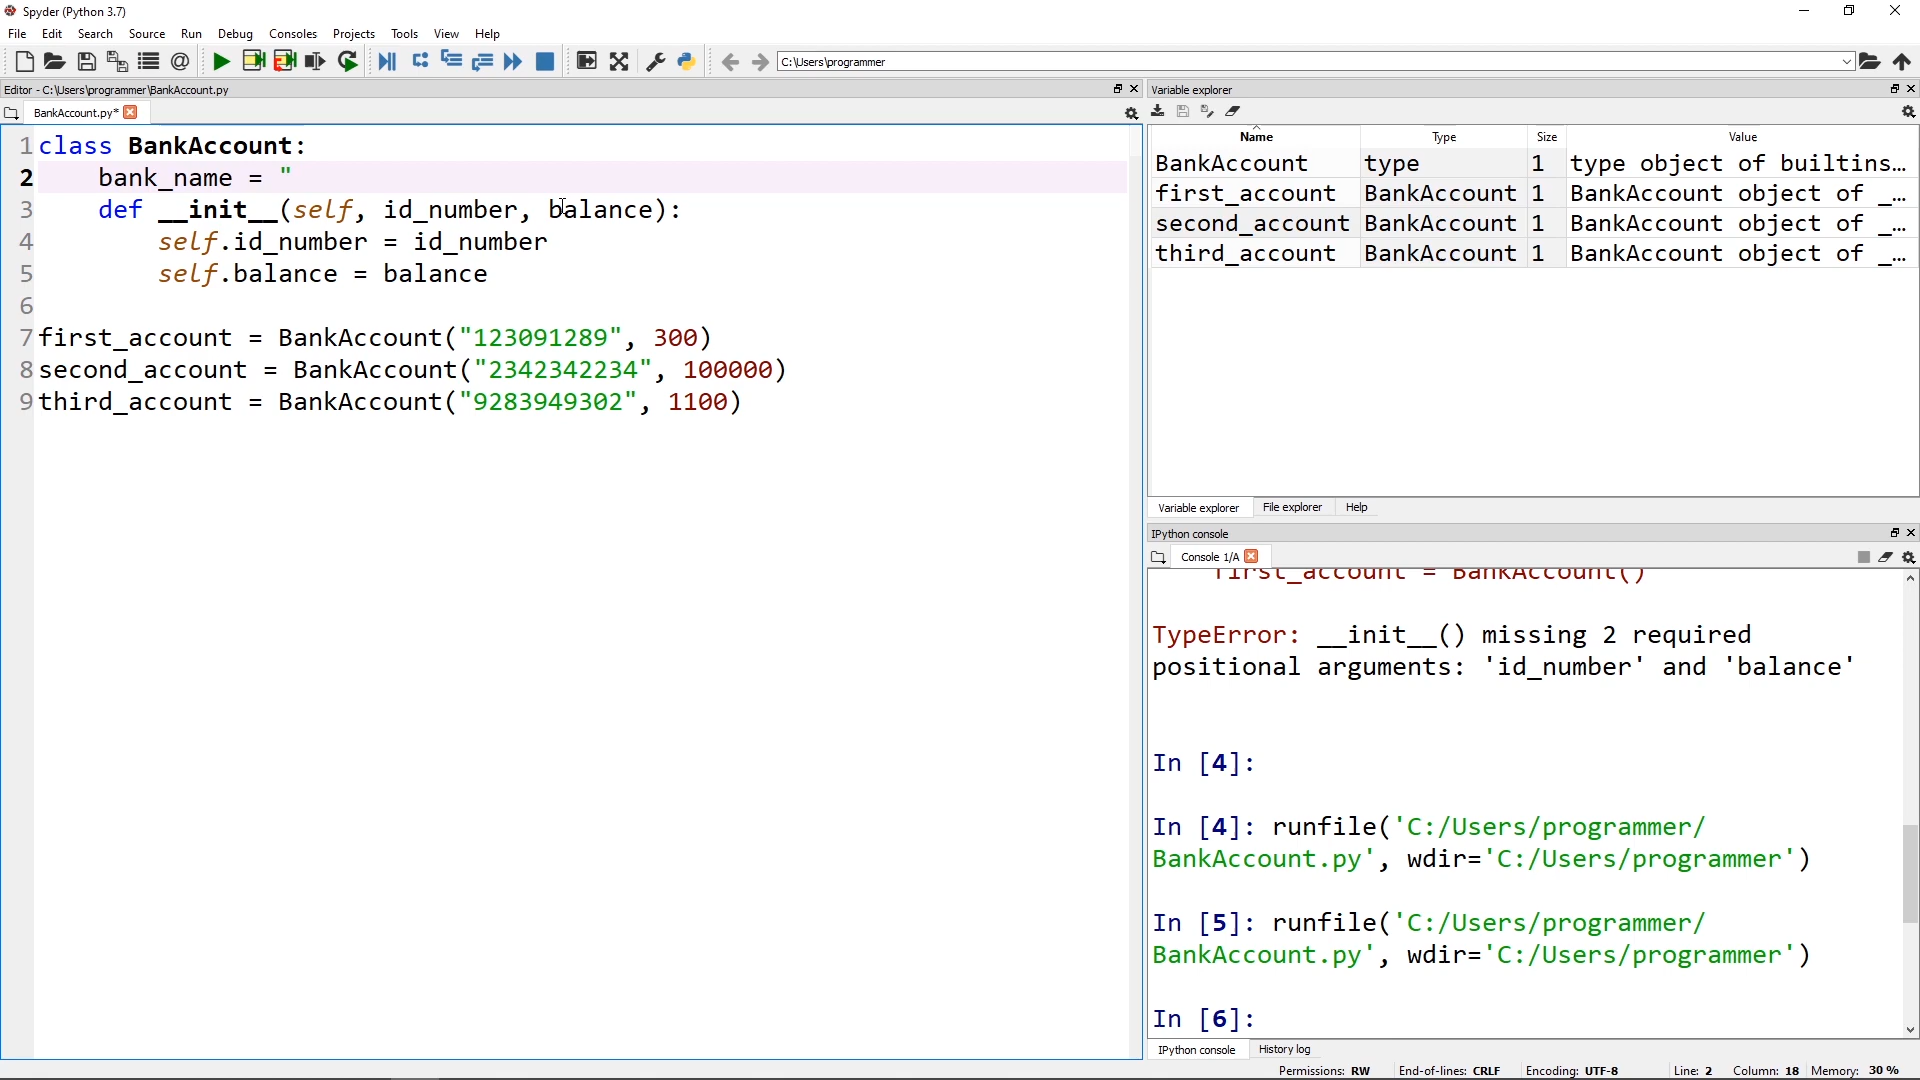 Spyder (Python 3.7)
File Edit Search Source Run Debug Consoles Projects Tools View Help
C:\Users\programmer
Editor - C:\Users\programmer\BankAccount.py
BankAccount.py*
1 class BankAccount:
2 bank_name = "
3 def __init__(self, id_number, balance):
4 self.id_number = id_number
5 self.balance = balance
6
7 first_account = BankAccount("123091289", 300)
8 second_account = BankAccount("2342342234", 100000)
9 third_account = BankAccount("9283949302", 1100)
Variable explorer
Name Type Size Value
BankAccount type 1 type object of builtins...
first_account BankAccount 1 BankAccount object of _...
second_account BankAccount 1 BankAccount object of _...
third_account BankAccount 1 BankAccount object of _...
Variable explorer File explorer Help
IPython console
Console 1/A
first_account = BankAccount()
TypeError: __init__() missing 2 required
positional arguments: 'id_number' and 'balance'
In [4]:
In [4]: runfile('C:/Users/programmer/
BankAccount.py', wdir='C:/Users/programmer')
In [5]: runfile('C:/Users/programmer/
BankAccount.py', wdir='C:/Users/programmer')
In [6]:
IPython console History log
Permissions: RW End-of-lines: CRLF Encoding: UTF-8 Line: 2 Column: 18 Memory: 30 %